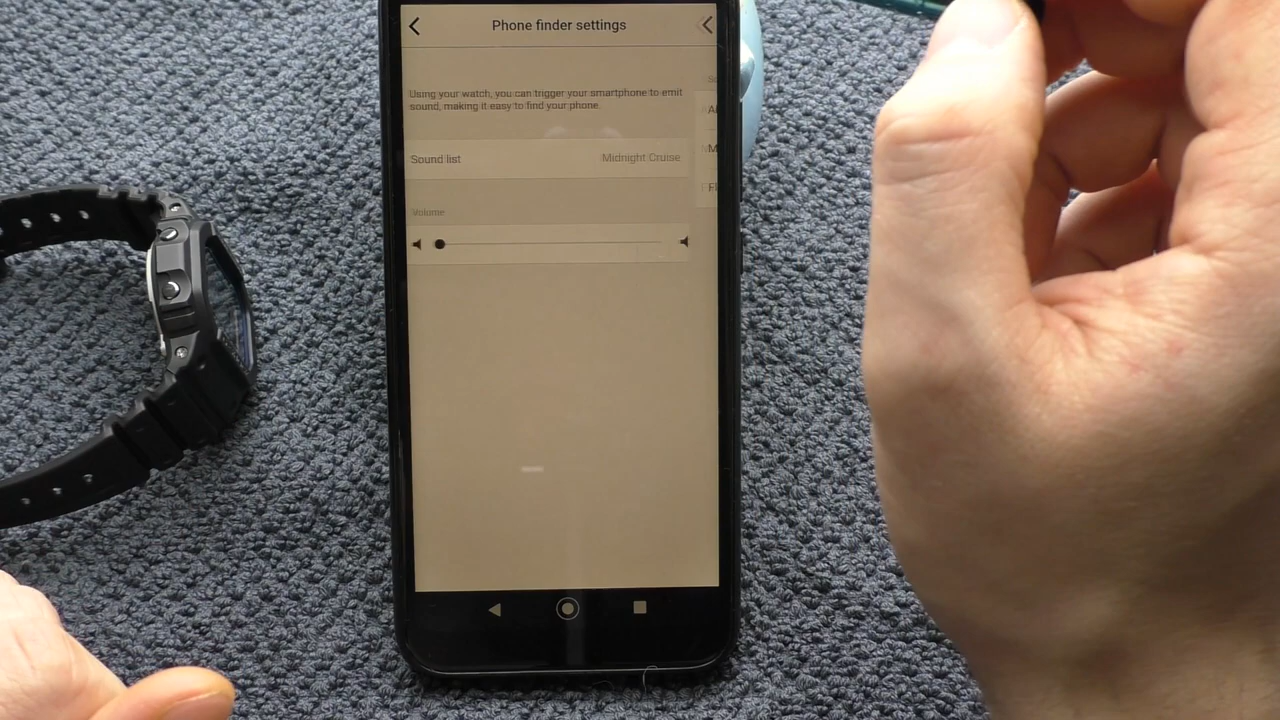 Phone finder settings
Using your watch, you can trigger your smartphone to emit
sound, making it easy to find your phone.
Sound list
Midnight Cruise
Volume